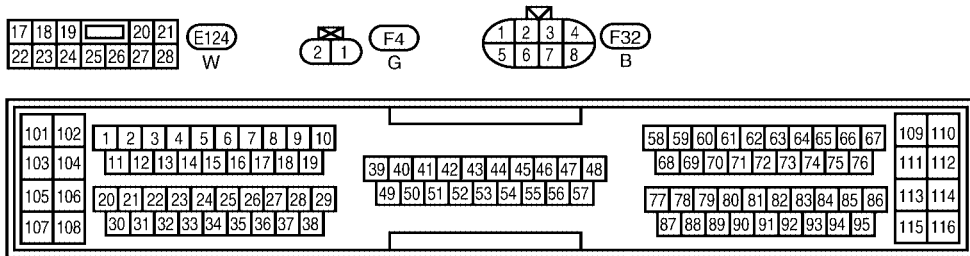 17 18 19 20 21 E124
22 23 24 25 26 27 28 W
2 1 F4
G
1 2 3 4 F32
5 6 7 8 B
101 102
103 104
105 106
107 108
1 2 3 4 5 6 7 8 9 10
11 12 13 14 15 16 17 18 19
20 21 22 23 24 25 26 27 28 29
30 31 32 33 34 35 36 37 38
39 40 41 42 43 44 45 46 47 48
49 50 51 52 53 54 55 56 57
58 59 60 61 62 63 64 65 66 67
68 69 70 71 72 73 74 75 76
77 78 79 80 81 82 83 84 85 86
87 88 89 90 91 92 93 94 95
109 110
111 112
113 114
115 116